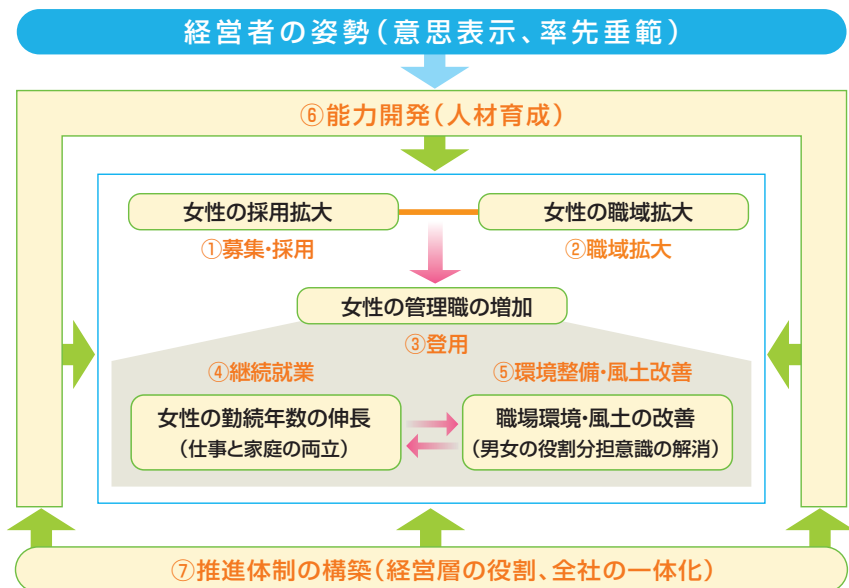 経営者の姿勢(意思表示、率先垂範)
⑥能力開発(人材育成)
女性の採用拡大
女性の職域拡大
①募集・採用
②職域拡大
女性の管理職の増加
③登用
④継続就業
⑤環境整備・風土改善
女性の勤続年数の伸長
(仕事と家庭の両立)
職場環境・風土の改善
(男女の役割分担意識の解消)
⑦推進体制の構築(経営層の役割、全社の一体化)